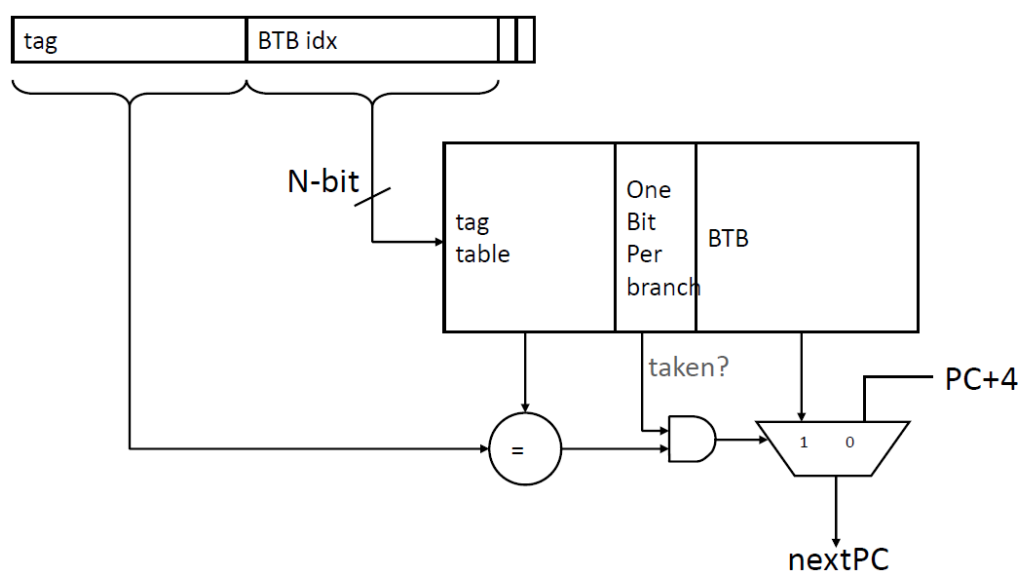 tag
BTB idx
N-bit
tag
table
One
Bit
Per
branch
BTB
taken?
PC+4
=
1
0
nextPC